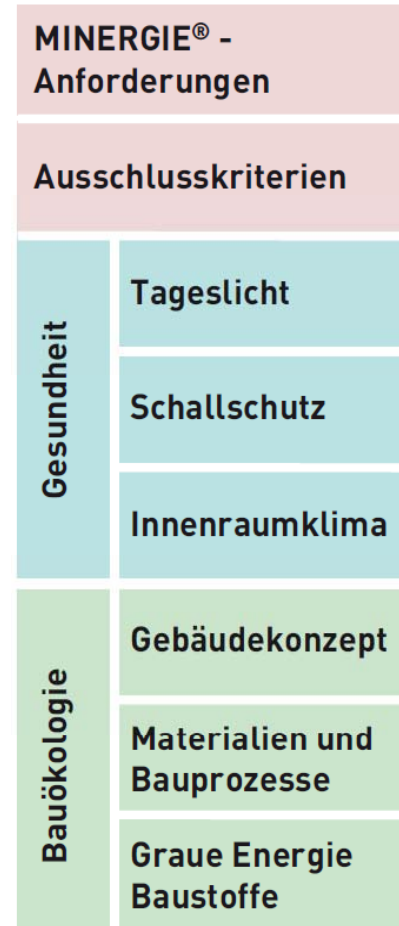 MINERGIE® -
Anforderungen
Ausschlusskriterien
Gesundheit
Tageslicht
Schallschutz
Innenraumklima
Bauökologie
Gebäudekonzept
Materialien und
Bauprozesse
Graue Energie
Baustoffe